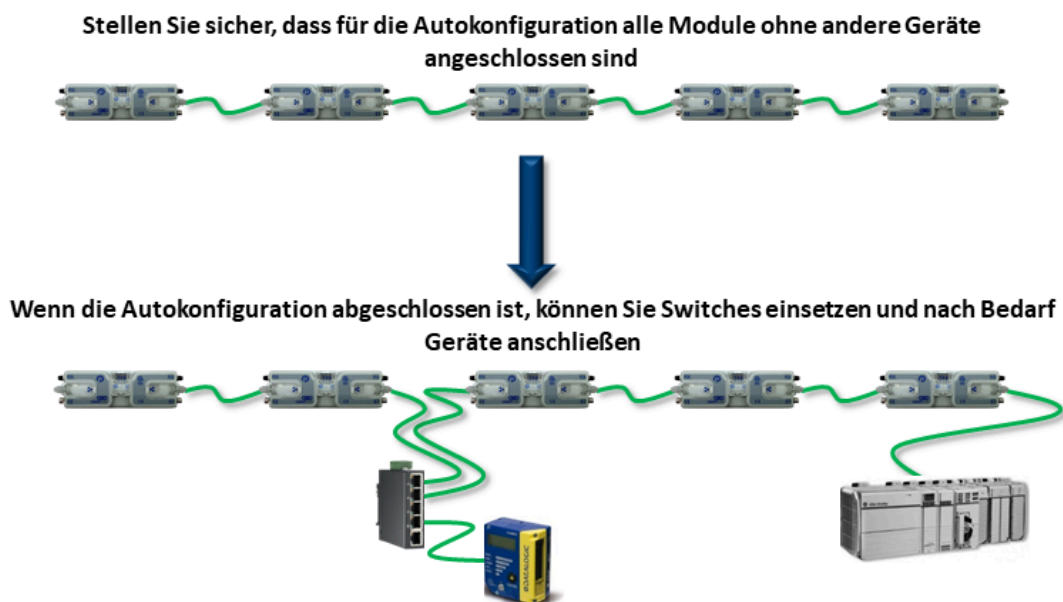 Stellen Sie sicher, dass für die Autokonfiguration alle Module ohne andere Geräte
angeschlossen sind
Wenn die Autokonfiguration abgeschlossen ist, können Sie Switches einsetzen und nach Bedarf
Geräte anschließen
DATALOGIC